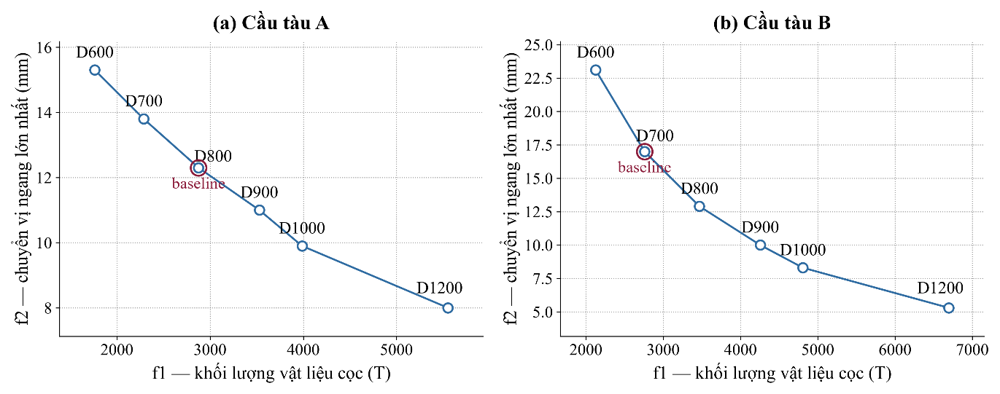 (a) Cầu tàu A
f2 — chuyển vị ngang lớn nhất (mm)
16
14
12
10
8
D600
D700
D800
baseline
D900
D1000
D1200
2000
3000
4000
5000
f1 — khối lượng vật liệu cọc (T)
(b) Cầu tàu B
f2 — chuyển vị ngang lớn nhất (mm)
25.0
22.5
20.0
17.5
15.0
12.5
10.0
7.5
5.0
D600
D700
baseline
D800
D900
D1000
D1200
2000
3000
4000
5000
6000
7000
f1 — khối lượng vật liệu cọc (T)